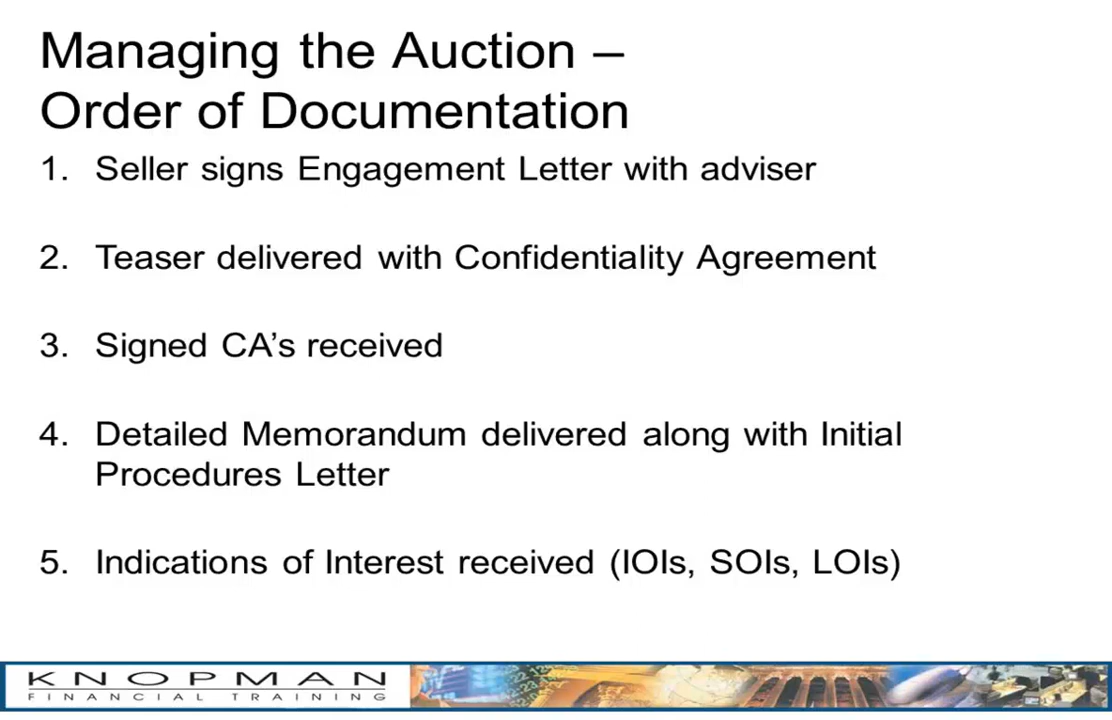 Managing the Auction –
Order of Documentation
1. Seller signs Engagement Letter with adviser
2. Teaser delivered with Confidentiality Agreement
3. Signed CA’s received
4. Detailed Memorandum delivered along with Initial
Procedures Letter
5. Indications of Interest received (IOIs, SOIs, LOIs)
KNOPMAN
FINANCIAL TRAINING